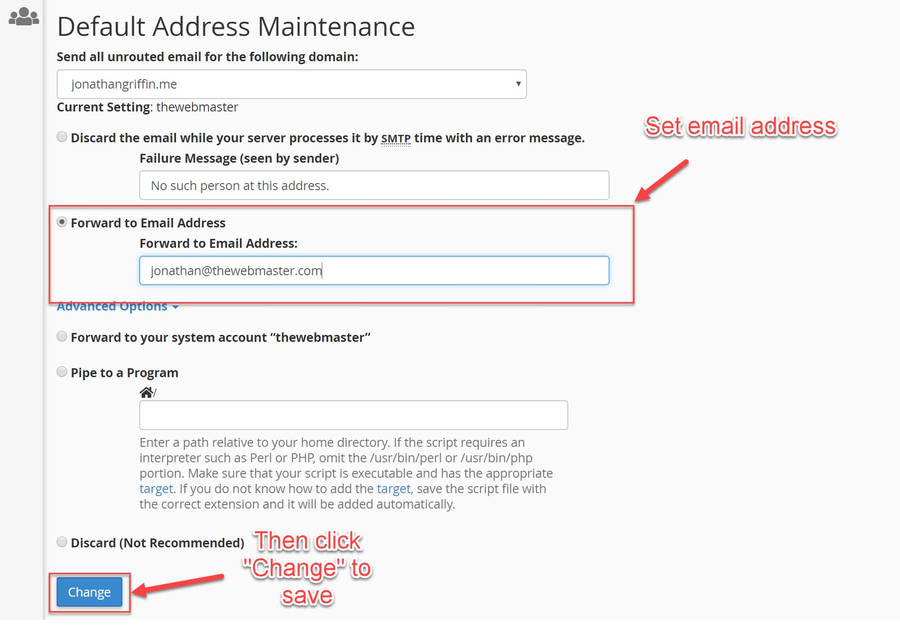 Default Address Maintenance
Send all unrouted email for the following domain:
jonathangriffin.me
Current Setting: thewebmaster
Discard the email while your server processes it by SMTP time with an error message.
Failure Message (seen by sender)
No such person at this address.
Set email address
Forward to Email Address
Forward to Email Address:
jonathan@thewebmaster.com
Advanced Options
Forward to your system account “thewebmaster”
Pipe to a Program
/
Enter a path relative to your home directory. If the script requires an
interpreter such as Perl or PHP, omit the /usr/bin/perl or /usr/bin/php
portion. Make sure that your script is executable and has the appropriate
target. If you do not know how to add the target, save the script file with
the correct extension and it will be added automatically.
Discard (Not Recommended)
Then click
"Change" to
save
Change